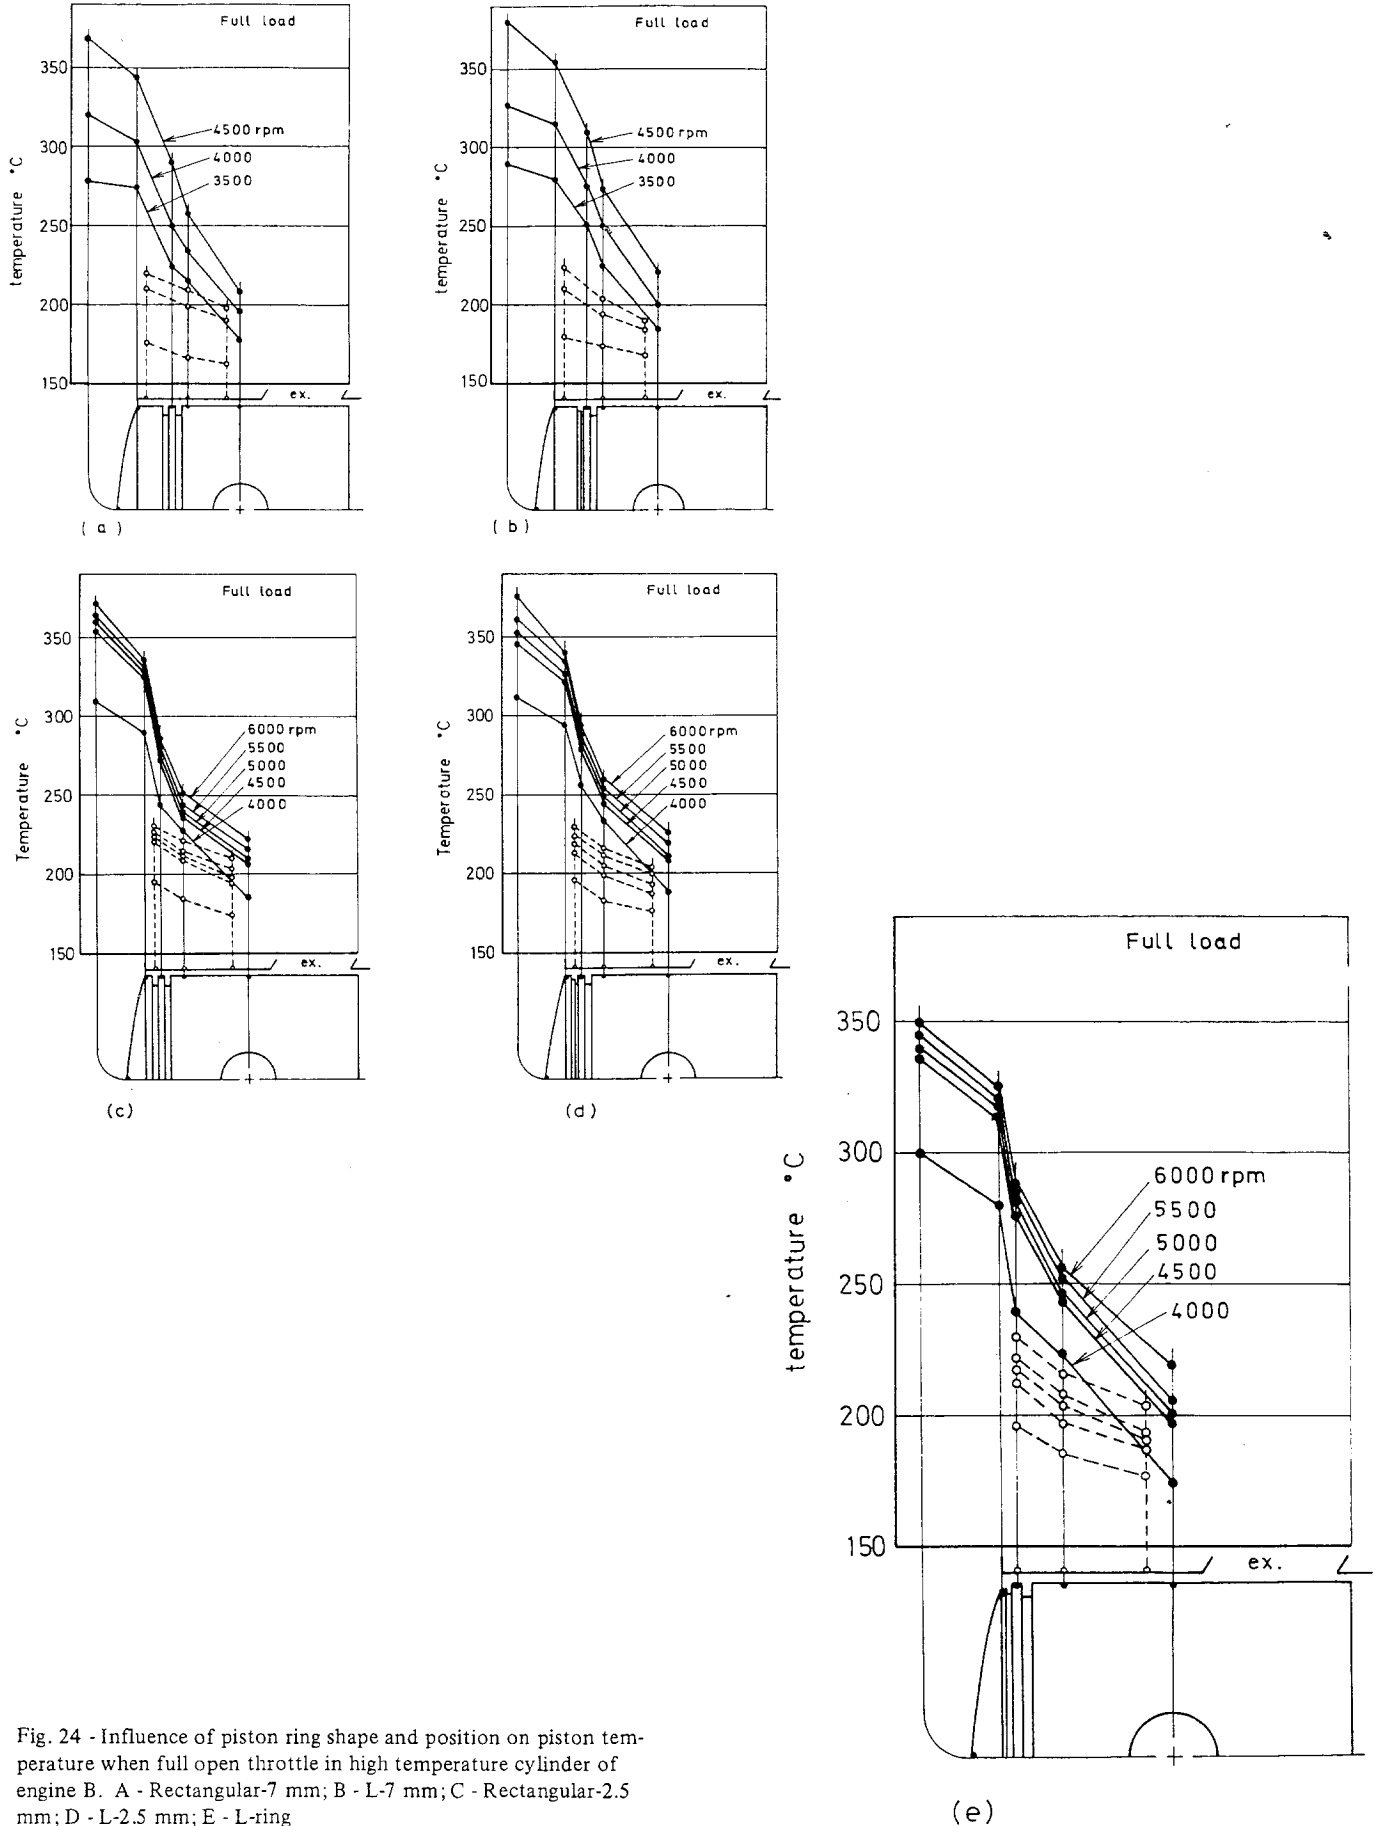 Full load
350
300
250
200
150
temperature °C
4500 rpm
4000
3500
ex.
(a)
Full load
350
300
250
200
150
temperature °C
4500 rpm
4000
3500
ex.
(b)
Full load
350
300
250
200
150
Temperature °C
6000 rpm
5500
5000
4500
4000
ex.
(c)
Full load
350
300
250
200
150
Temperature °C
6000 rpm
5500
5000
4500
4000
ex.
(d)
Full load
350
300
250
200
150
temperature °C
6000 rpm
5500
5000
4500
4000
ex.
(e)
Fig. 24 - Influence of piston ring shape and position on piston tem-
perature when full open throttle in high temperature cylinder of
engine B. A - Rectangular-7 mm; B - L-7 mm; C - Rectangular-2.5
mm; D - L-2.5 mm; E - L-ring